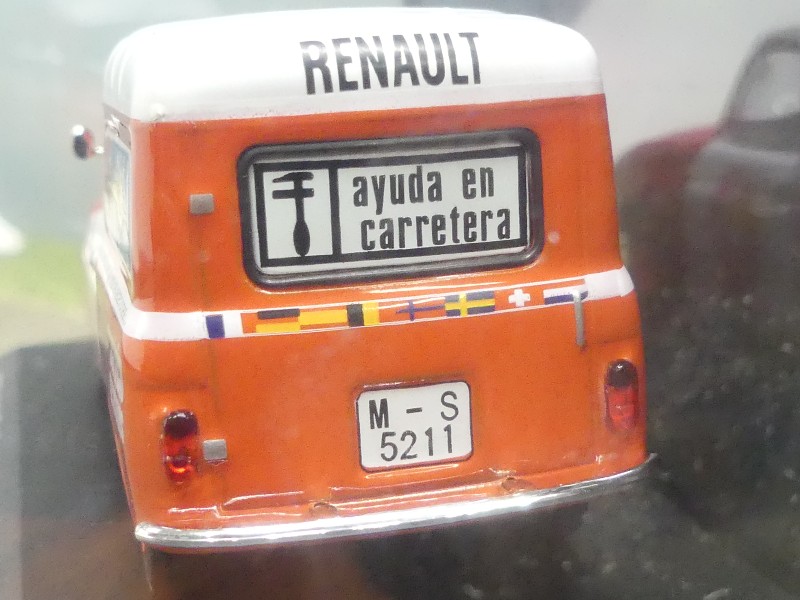 RENAULT
ayuda en
carretera
M - S
5211